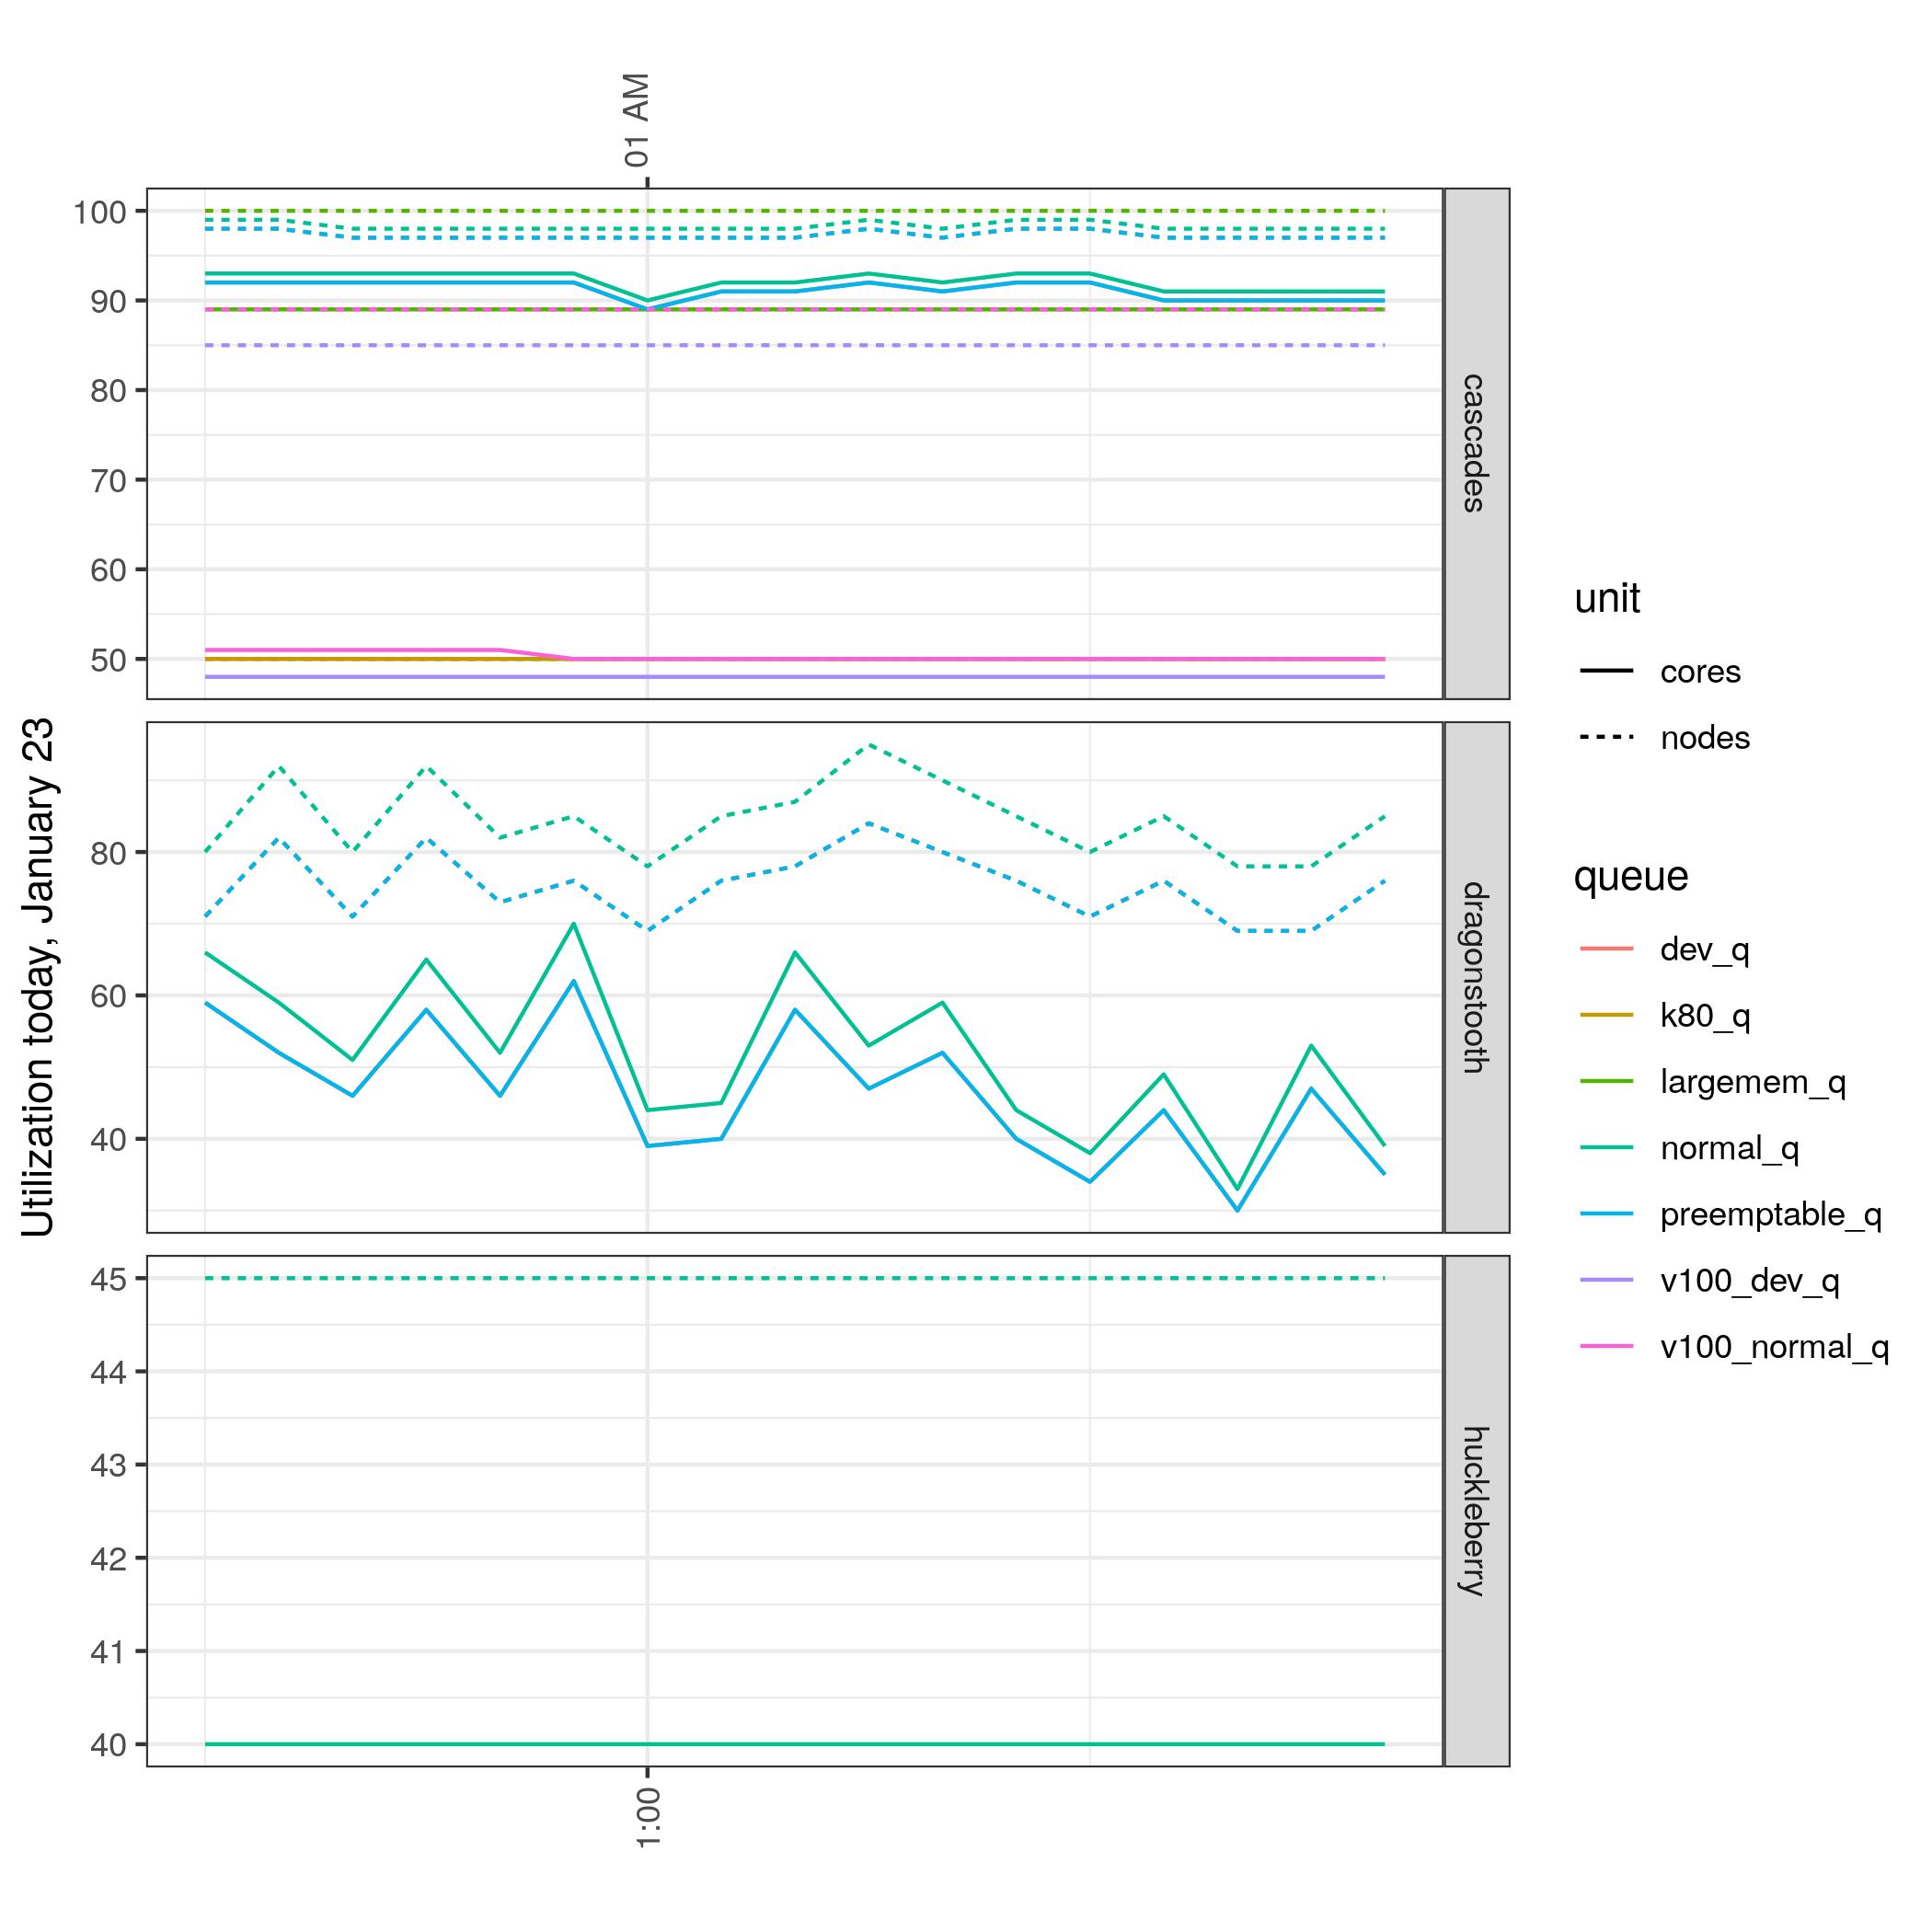 01 AM
Utilization today, January 23
100
90
80
70
60
50
cascades
80
60
40
dragonstooth
45
44
43
42
41
40
huckleberry
1:00
unit
cores
nodes
queue
dev_q
k80_q
largemem_q
normal_q
preemptable_q
v100_dev_q
v100_normal_q